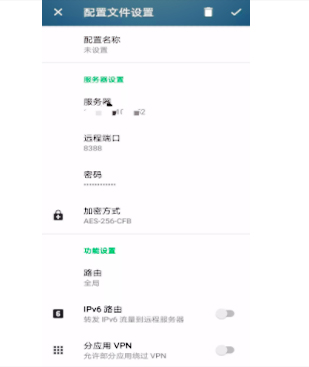 配置文件设置
配置名称
未设置
服务器设置
服务器
远程端口
8388
密码
············
加密方式
AES-256-CFB
功能设置
路由
全局
IPv6 路由
转发 IPv6 流量到远程服务器
分应用 VPN
允许部分应用绕过 VPN